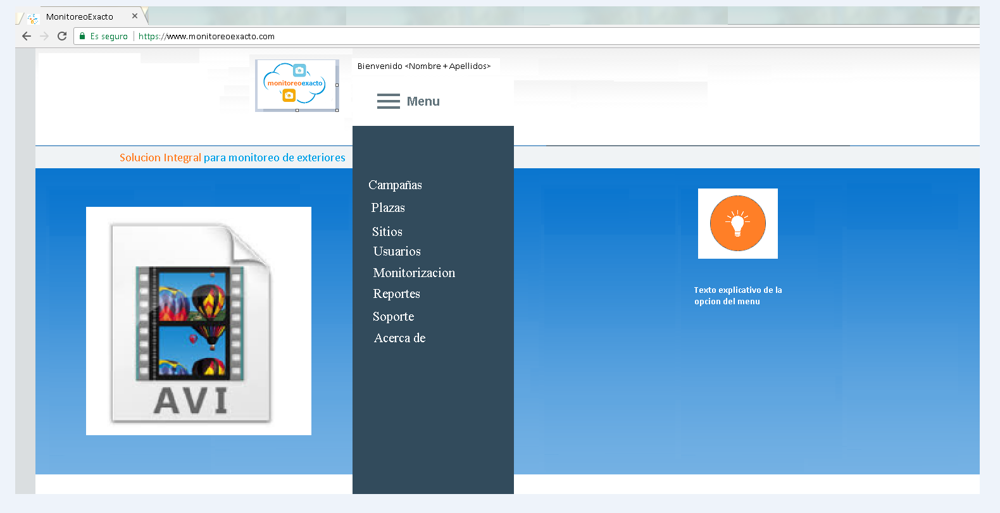 MonitoreoExacto
Es seguro
https://www.monitoreoexacto.com
monitoreoexacto
Bienvenido <Nombre + Apellidos>
Menu
Solucion Integral para monitoreo de exteriores
Campañas
Plazas
Sitios
Usuarios
Monitorizacion
Reportes
Soporte
Acerca de
AVI
Texto explicativo de la
opcion del menu